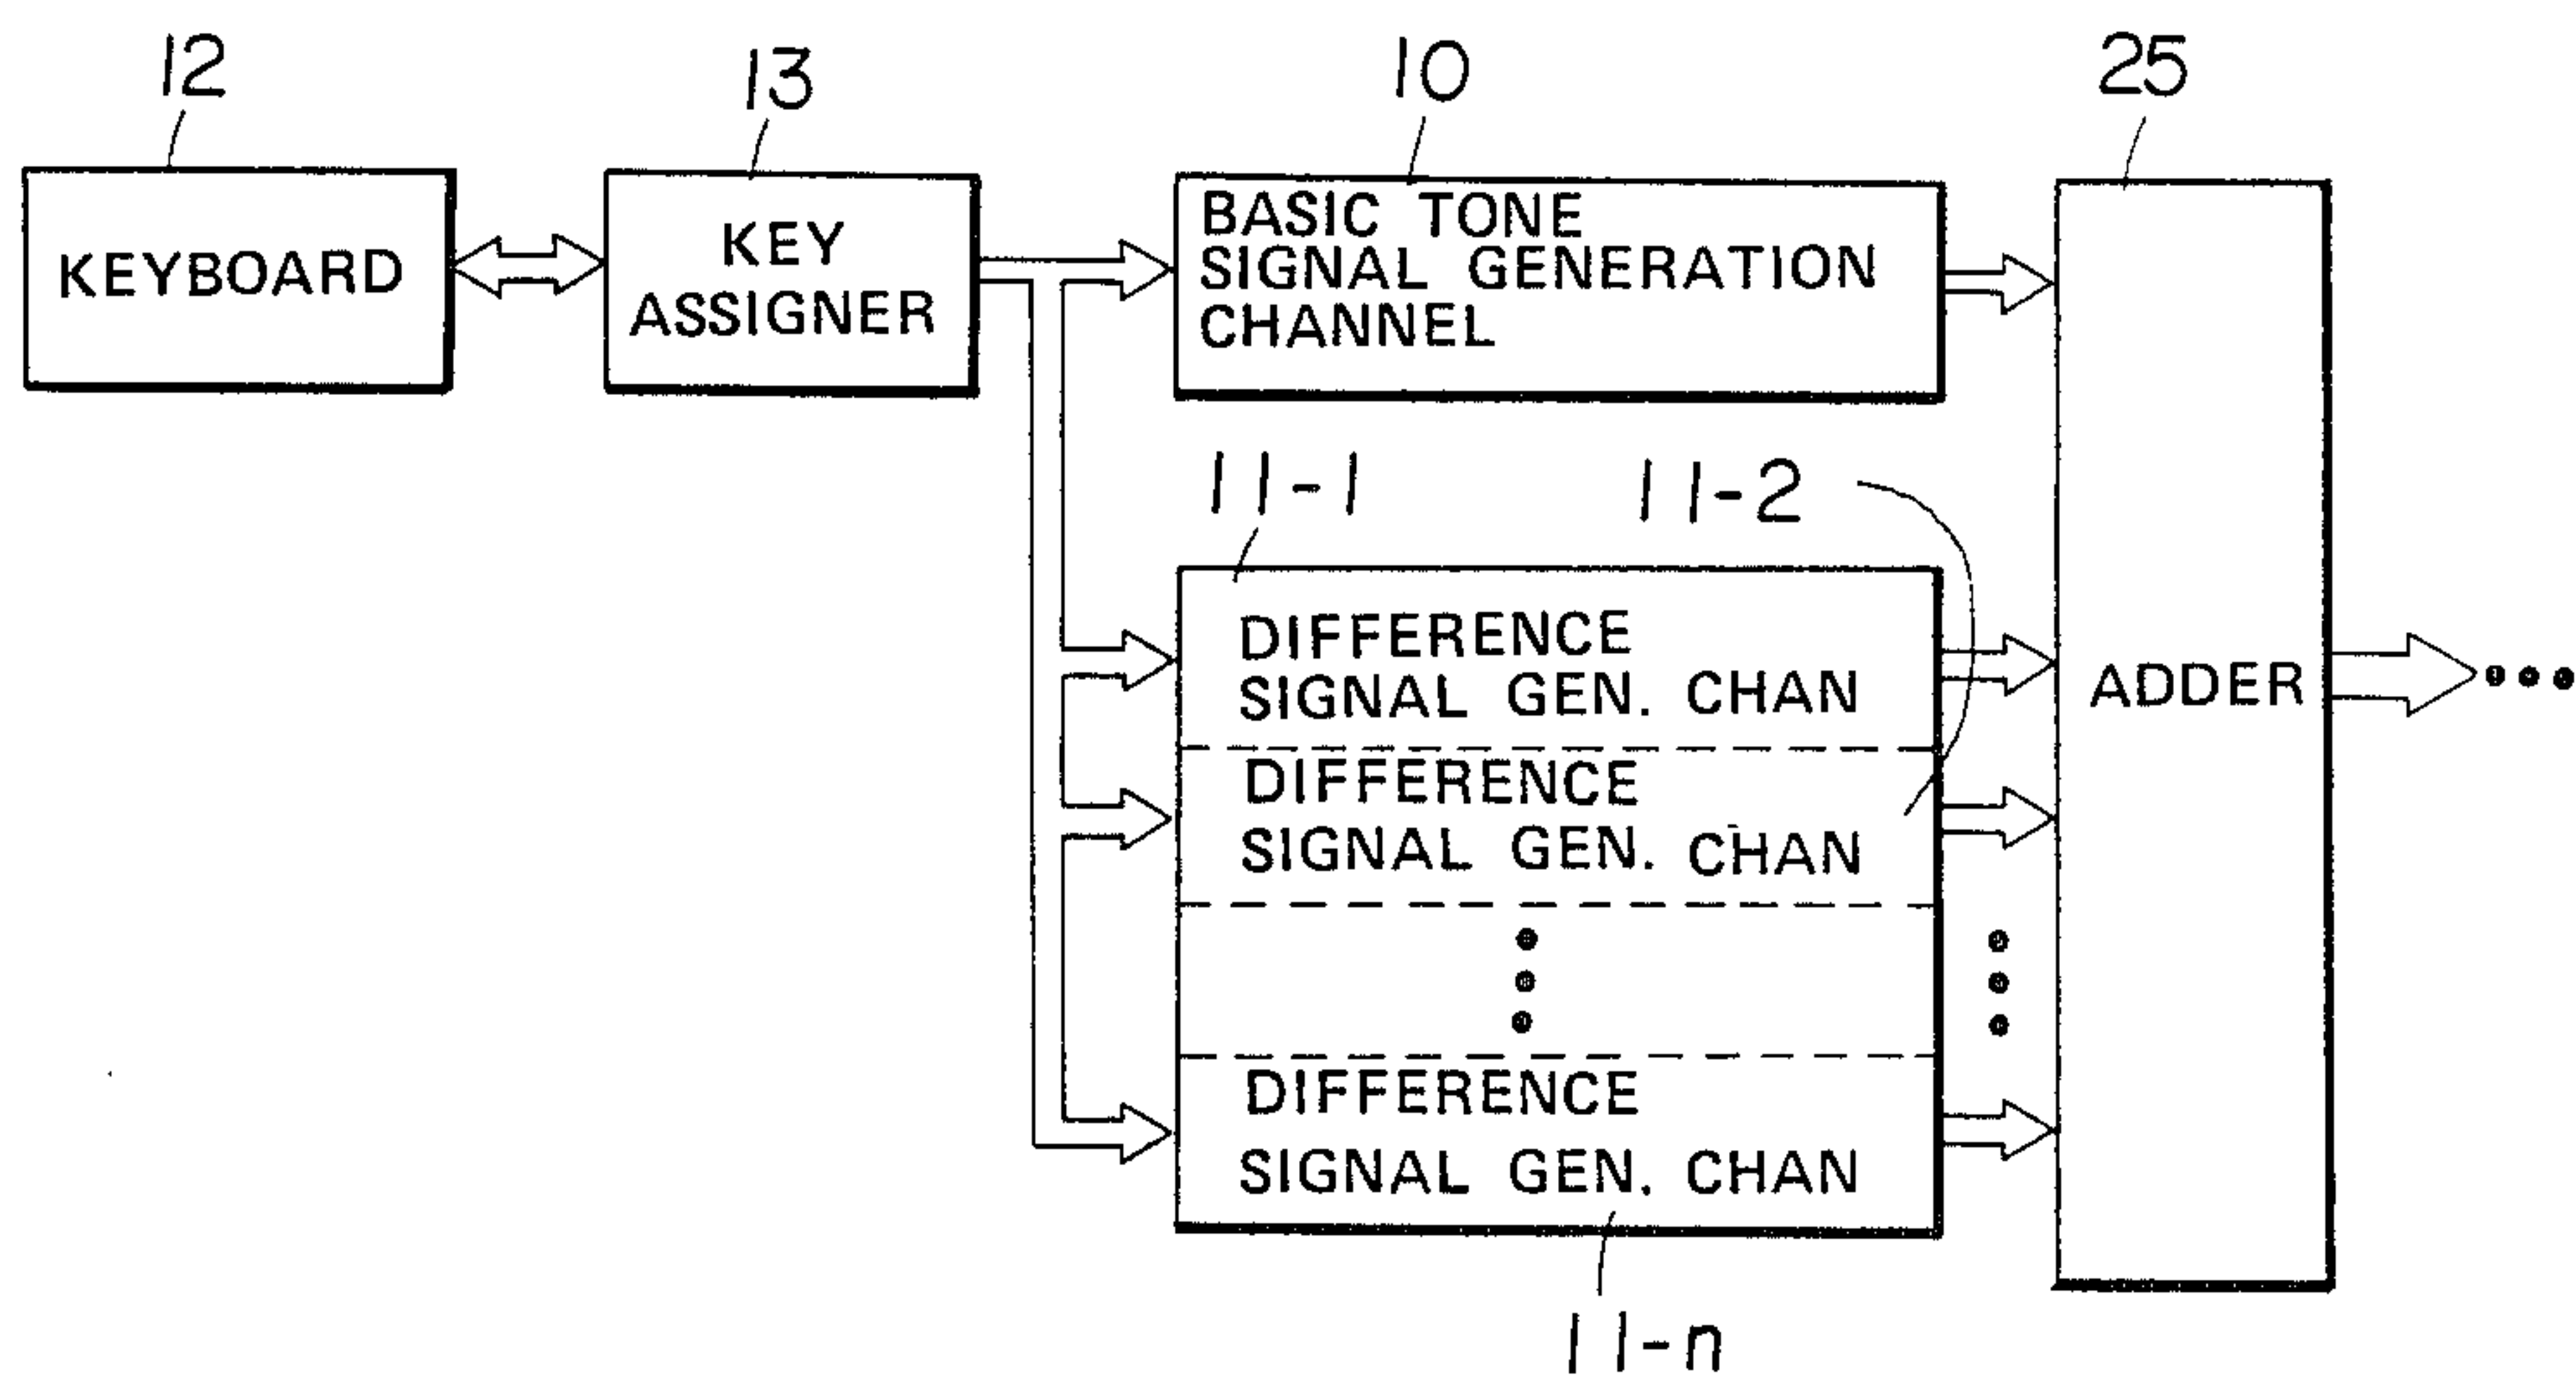 12
13
10
25
KEYBOARD
KEY
ASSIGNER
BASIC TONE
SIGNAL GENERATION
CHANNEL
11-1
11-2
DIFFERENCE
SIGNAL GEN. CHAN
DIFFERENCE
SIGNAL GEN. CHAN
DIFFERENCE
SIGNAL GEN. CHAN
ADDER
11-n